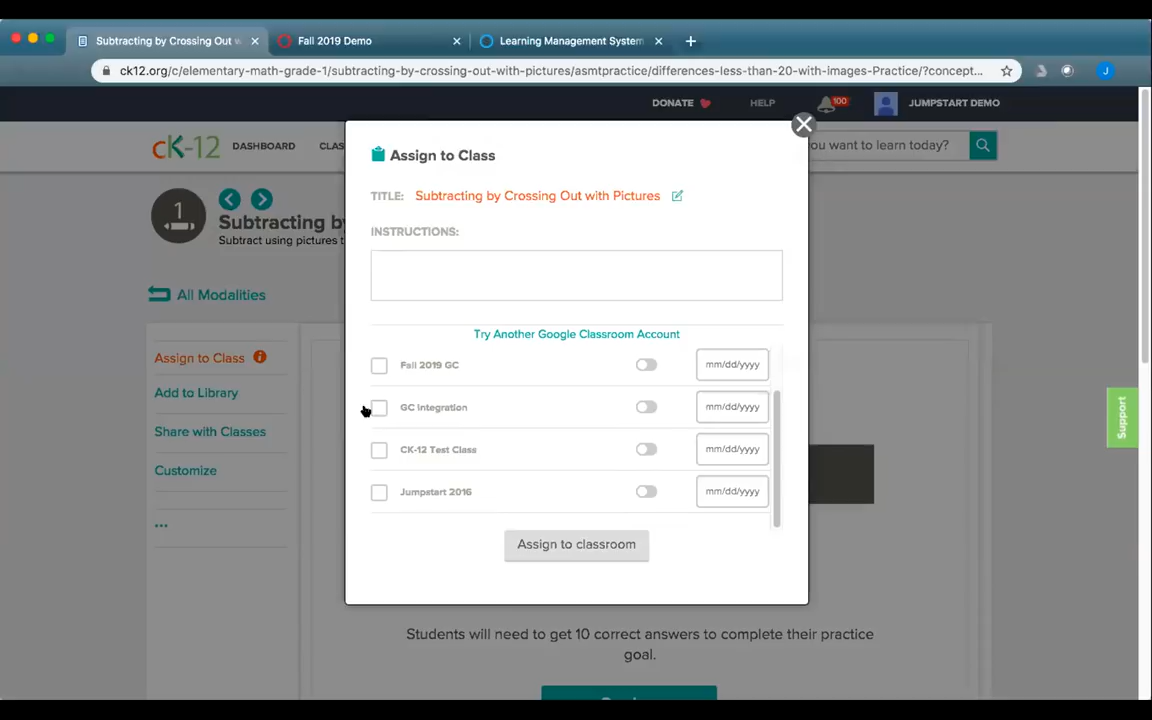 Subtracting by Crossing Out w
Fall 2019 Demo
Learning Management System
ck12.org/c/elementary-math-grade-1/subtracting-by-crossing-out-with-pictures/asmtpractice/differences-less-than-20-with-images-Practice/?concept...
J
DONATE
HELP
100
JUMPSTART DEMO
cK-12
DASHBOARD
CLAS
you want to learn today?
1
Subtracting by
Subtract using pictures t
All Modalities
Assign to Class
Add to Library
Share with Classes
Customize
...
Assign to Class
TITLE: Subtracting by Crossing Out with Pictures
INSTRUCTIONS:
Try Another Google Classroom Account
Fall 2019 GC mm/dd/yyyy
GC integration mm/dd/yyyy
CK-12 Test Class mm/dd/yyyy
Jumpstart 2016 mm/dd/yyyy
Assign to classroom
Students will need to get 10 correct answers to complete their practice
goal.
Support